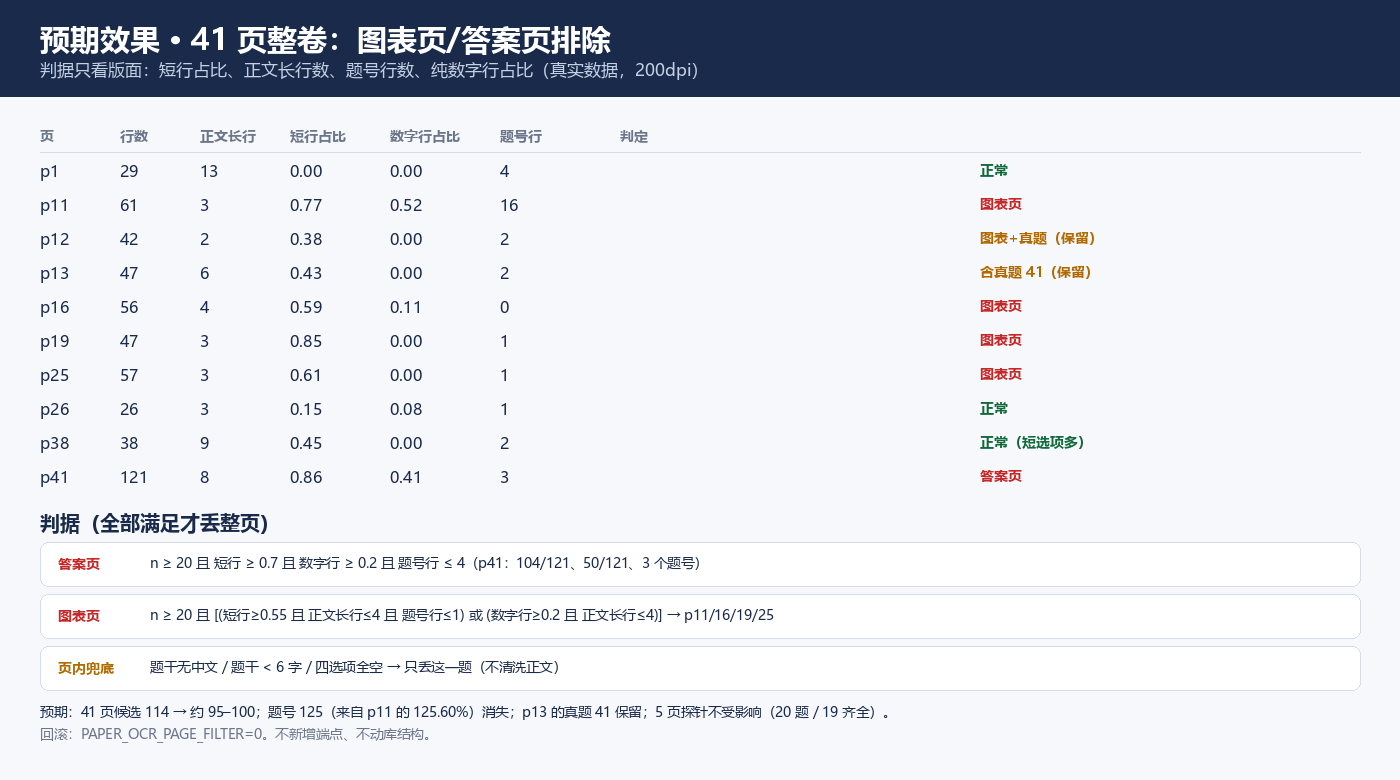 预期效果 • 41 页整卷：图表页/答案页排除
判据只看版面：短行占比、正文长行数、题号行数、纯数字行占比（真实数据，200dpi）
页 行数 正文长行 短行占比 数字行占比 题号行 判定
p1 29 13 0.00 0.00 4 正常
p11 61 3 0.77 0.52 16 图表页
p12 42 2 0.38 0.00 2 图表+真题（保留）
p13 47 6 0.43 0.00 2 含真题 41（保留）
p16 56 4 0.59 0.11 0 图表页
p19 47 3 0.85 0.00 1 图表页
p25 57 3 0.61 0.00 1 图表页
p26 26 3 0.15 0.08 1 正常
p38 38 9 0.45 0.00 2 正常（短选项多）
p41 121 8 0.86 0.41 3 答案页
判据（全部满足才丢整页）
答案页 n ≥ 20 且 短行 ≥ 0.7 且 数字行 ≥ 0.2 且 题号行 ≤ 4（p41：104/121、50/121、3 个题号）
图表页 n ≥ 20 且 [(短行≥0.55 且 正文长行≤4 且 题号行≤1) 或 (数字行≥0.2 且 正文长行≤4)] → p11/16/19/25
页内兜底 题干无中文 / 题干 < 6 字 / 四选项全空 → 只丢这一题（不清洗正文）
预期：41 页候选 114 → 约 95–100；题号 125（来自 p11 的 125.60%）消失；p13 的真题 41 保留；5 页探针不受影响（20 题 / 19 齐全）。
回滚：PAPER_OCR_PAGE_FILTER=0。不新增端点、不动库结构。